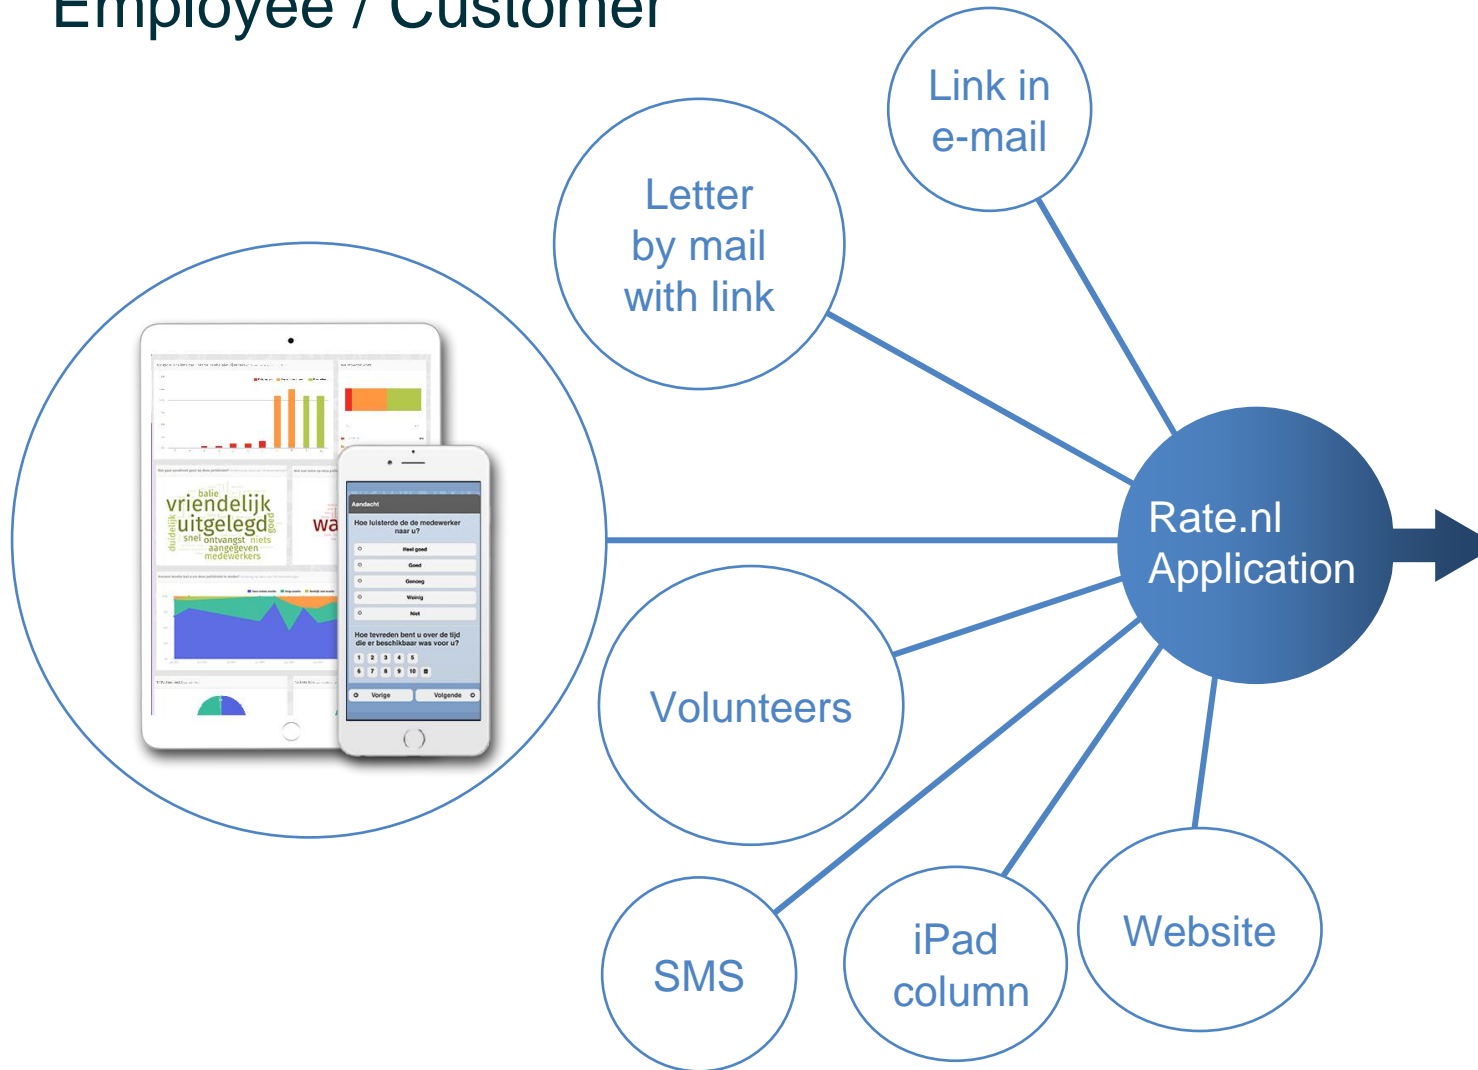 Employee / Customer
Link in
e-mail
Letter
by mail
with link
Rate.nl
Application
Volunteers
SMS
iPad
column
Website
balie
vriendelijk
uitgelegd
goed
duidelijk
snel ontvangst niets
aangegeven
medewerkers
wa
Aandacht
Hoe luisterde de de medewerker
naar u?
Heel goed
Goed
Genoeg
Weinig
Niet
Hoe tevreden bent u over de tijd
die er beschikbaar was voor u?
1 2 3 4 5
6 7 8 9 10
Vorige Volgende